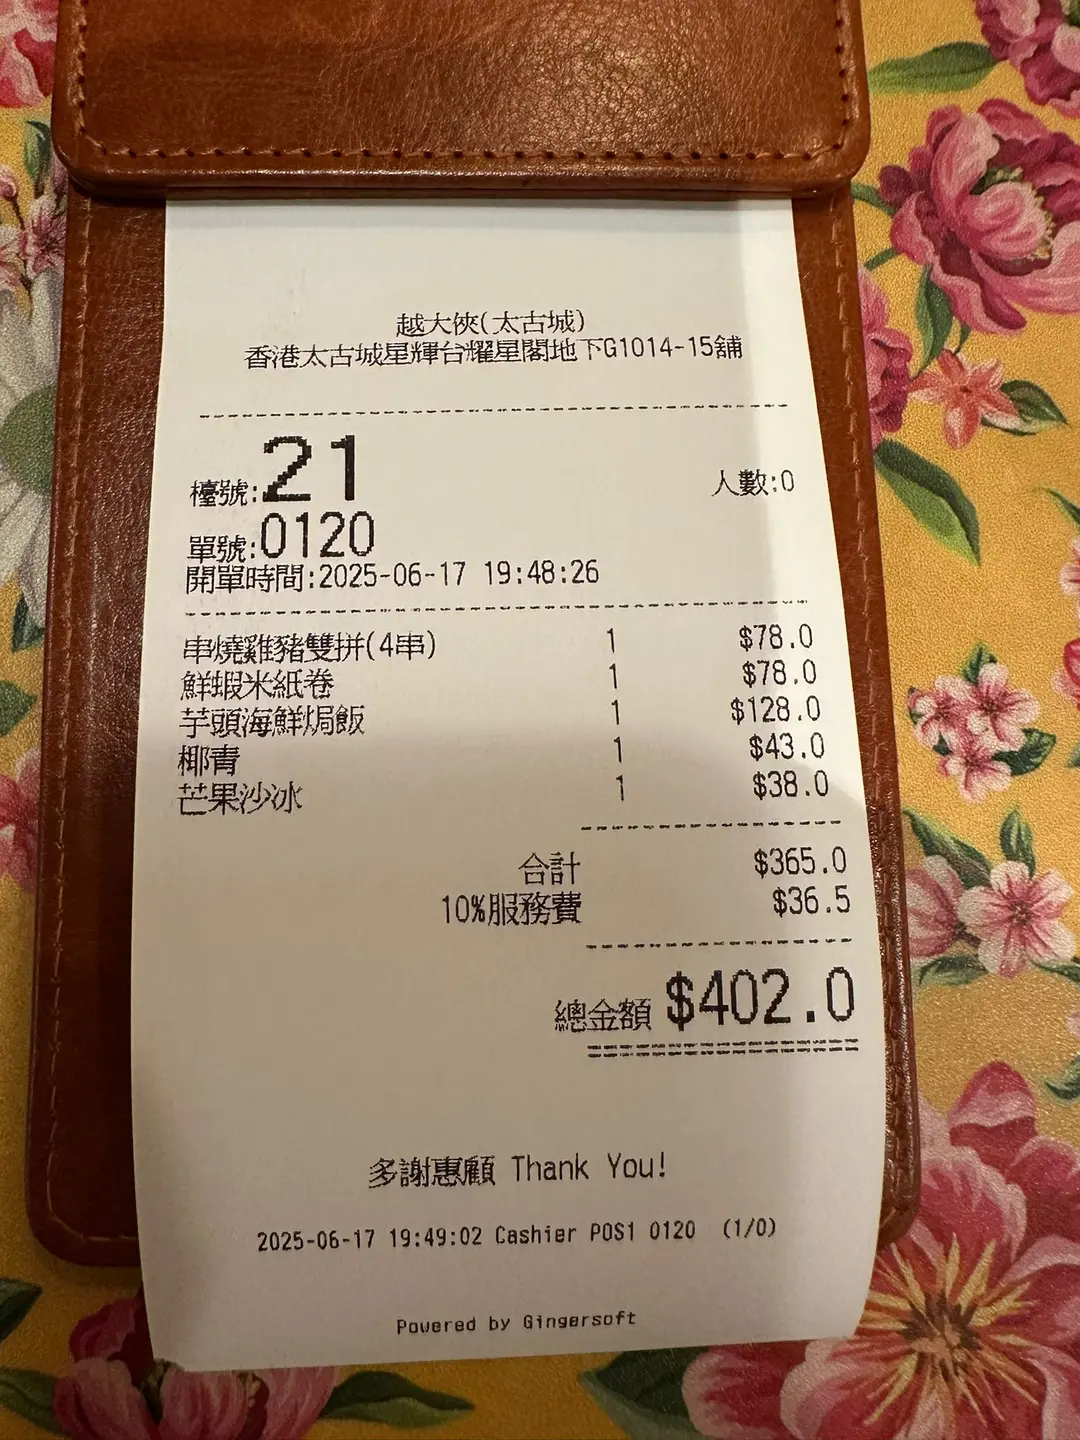 越大俠(太古城)
香港太古城星輝台耀星閣地下G1014-15舖
檯號:21 人數:0
單號:0120
開單時間:2025-06-17 19:48:26
串燒雞豬雙拼(4串) 1 $78.0
鮮蝦米紙卷 1 $78.0
芋頭海鮮焗飯 1 $128.0
椰青 1 $43.0
芒果沙冰 1 $38.0
合計 $365.0
10%服務費 $36.5
總金額 $402.0
多謝惠顧 Thank You!
2025-06-17 19:49:02 Cashier POS1 0120 (1/0)
Powered by Gingersoft